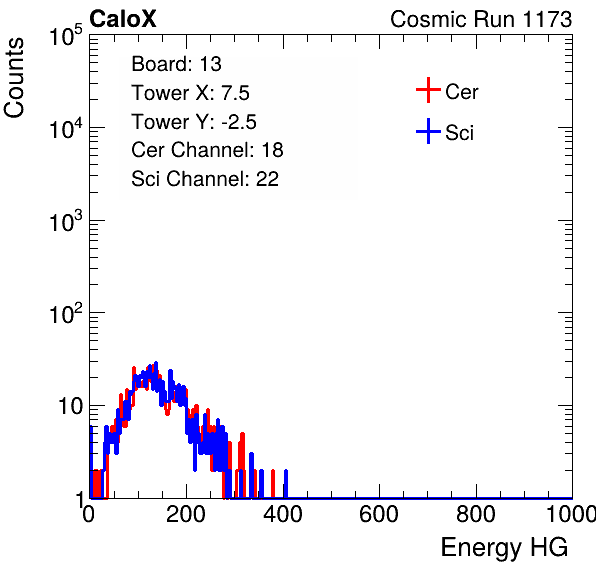 CaloX Cosmic Run 1173
Counts
Board: 13
Tower X: 7.5
Tower Y: -2.5
Cer Channel: 18
Sci Channel: 22
Cer
Sci
10^5
10^4
10^3
10^2
10
1
0 200 400 600 800 1000
Energy HG